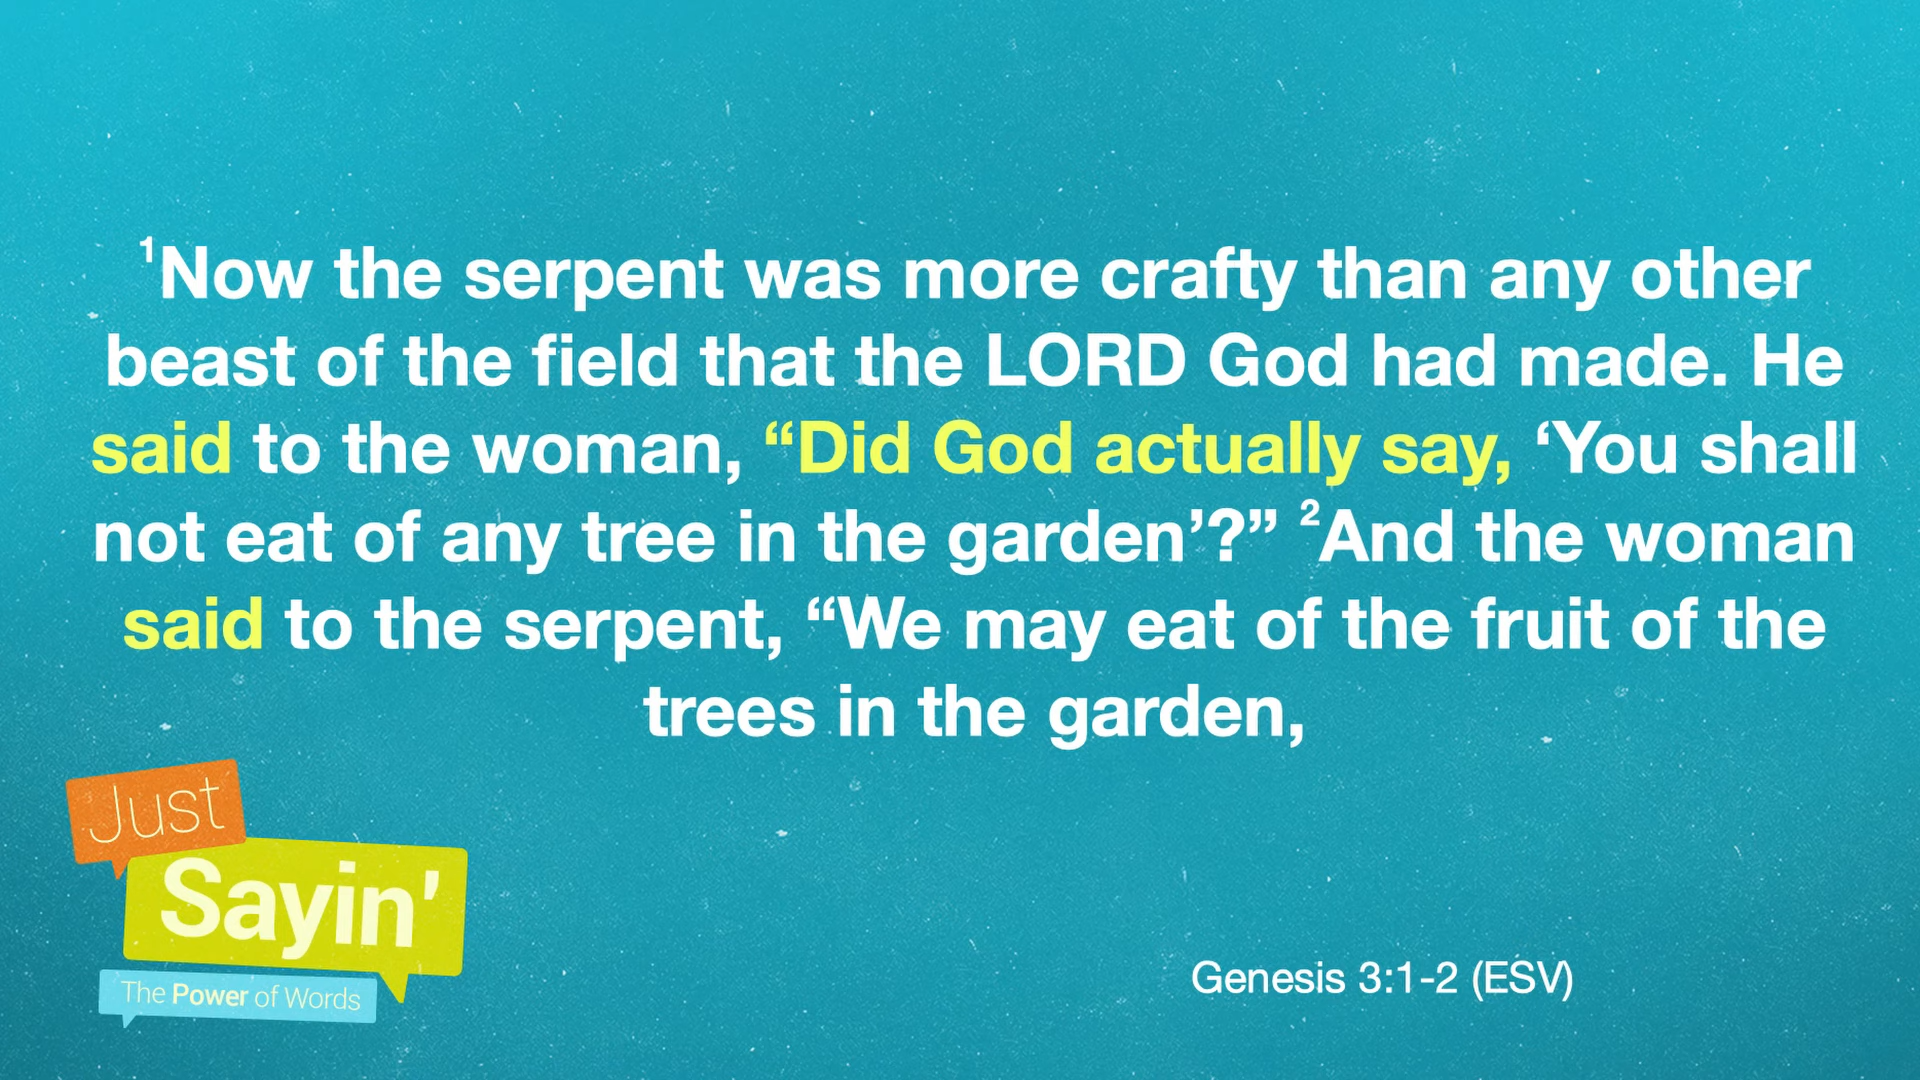 ¹Now the serpent was more crafty than any other
beast of the field that the LORD God had made. He
said to the woman, “Did God actually say, ‘You shall
not eat of any tree in the garden’?” ²And the woman
said to the serpent, “We may eat of the fruit of the
trees in the garden,
Just
Sayin’
The Power of Words
Genesis 3:1-2 (ESV)